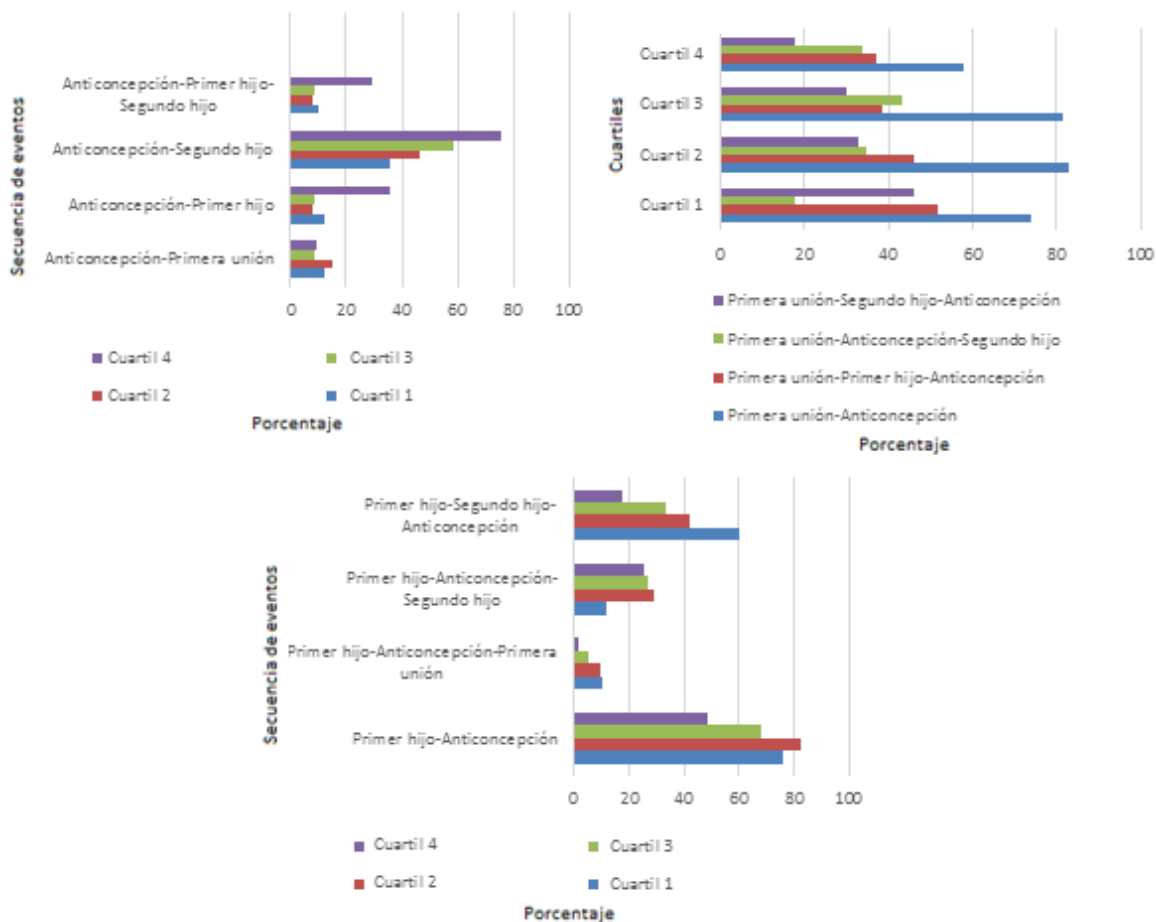 Secuencia de eventos
Anticoncepción-Primer hijo-
Segundo hijo
Anticoncepción-Segundo hijo
Anticoncepción-Primer hijo
Anticoncepción-Primera unión
0 20 40 60 80 100
Cuartil 4 Cuartil 3
Cuartil 2 Cuartil 1
Porcentaje
Cuartiles
Cuartil 4
Cuartil 3
Cuartil 2
Cuartil 1
0 20 40 60 80 100
Primera unión-Segundo hijo-Anticoncepción
Primera unión-Anticoncepción-Segundo hijo
Primera unión-Primer hijo-Anticoncepción
Primera unión-Anticoncepción
Porcentaje
Secuencia de eventos
Primer hijo-Segundo hijo-
Anticoncepción
Primer hijo-Anticoncepción-
Segundo hijo
Primer hijo-Anticoncepción-Primera
unión
Primer hijo-Anticoncepción
0 20 40 60 80 100
Cuartil 4 Cuartil 3
Cuartil 2 Cuartil 1
Porcentaje